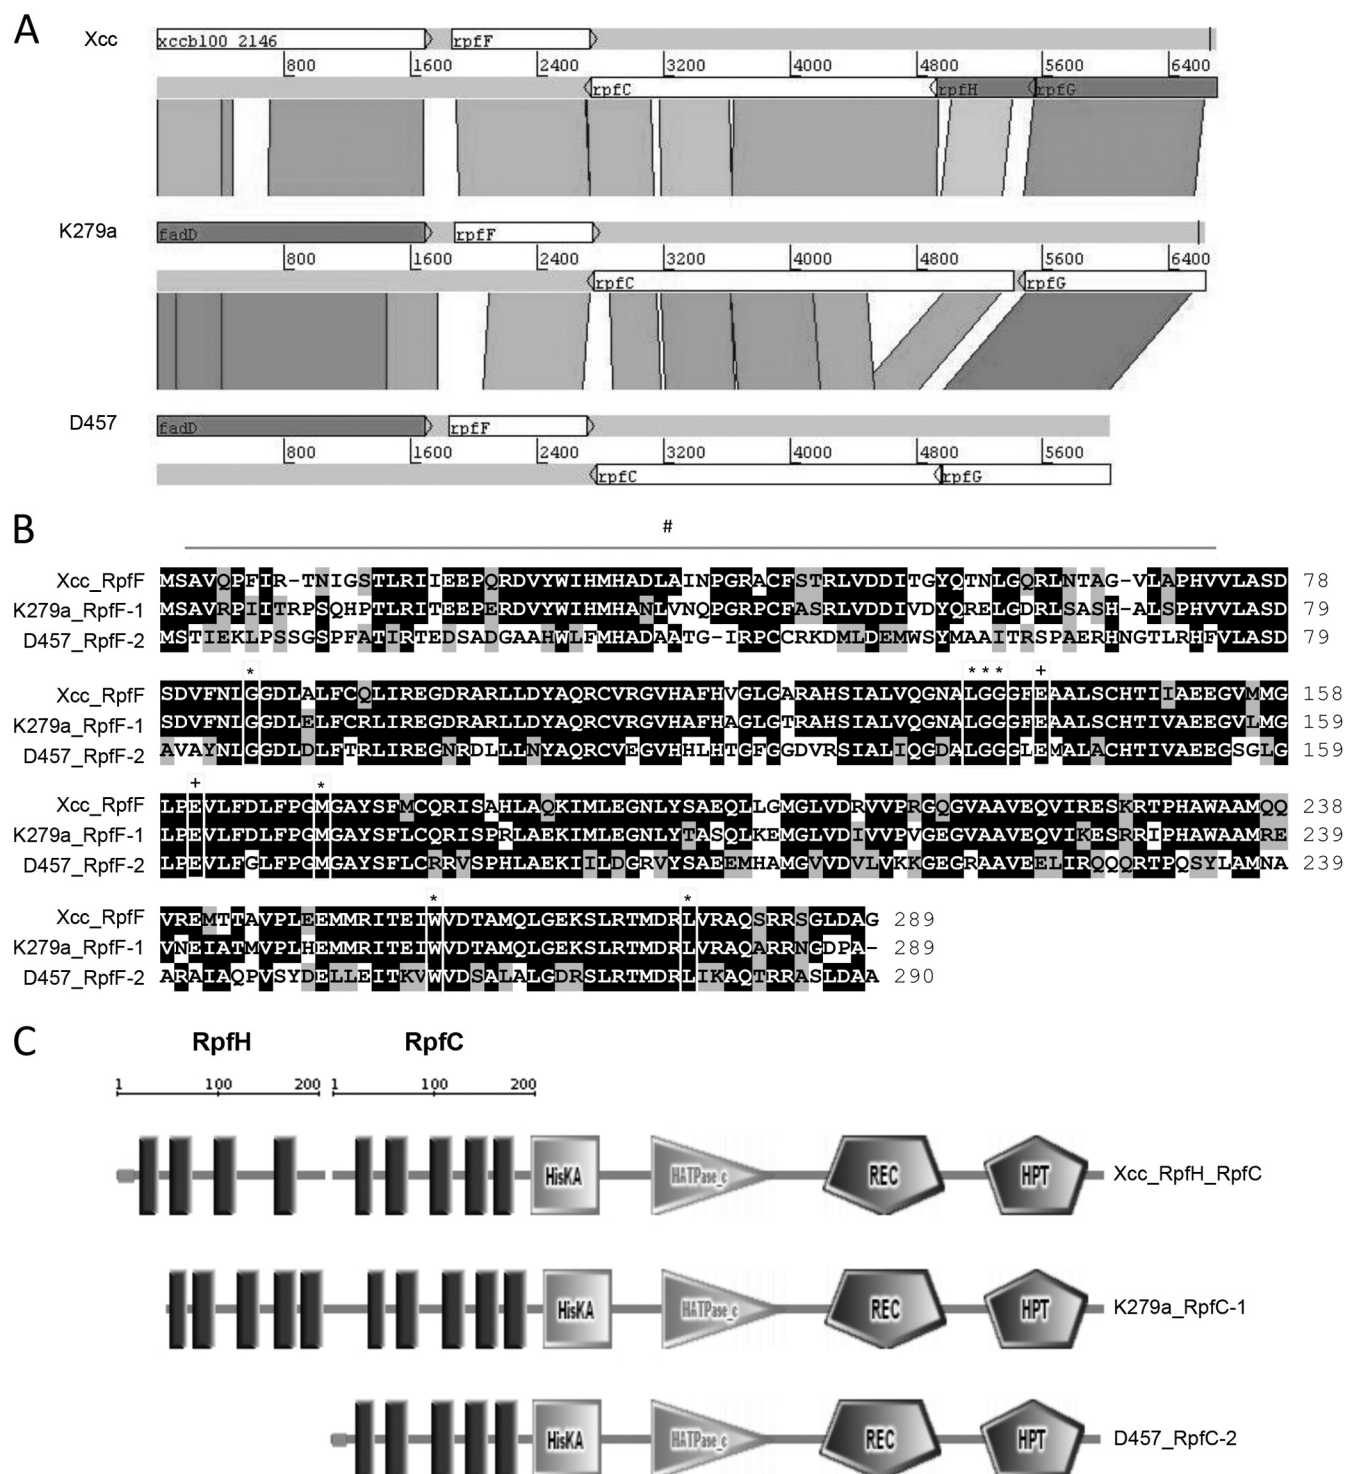 A
Xcc
xccb100_2146
rpfF
800 1600 2400 3200 4000 4800 5600 6400
rpfC
rpfH
rpfG
K279a
fadD
rpfF
800 1600 2400 3200 4000 4800 5600 6400
rpfC
rpfG
D457
fadD
rpfF
800 1600 2400 3200 4000 4800 5600
rpfC
rpfG
B
#
Xcc_RpfF MSAVQPFIR-TNIGSTLRIIEEPQRDVYWIHMHADLAINPGRACFSTRLVDDITGYQTNLGQRLNTAG-VLAPHVVLASD 78
K279a_RpfF-1 MSAVRPIITRPSQHPTLRITEEPERDVYWIHMHANLVNQPGRPCFASRLVDDIVDYQRELGDRLSASH-ALSPHVVLASD 79
D457_RpfF-2 MSTIEKLPSSGSPFATIRTEDSADGAAHWLFMHADAATG-IRPCCRKDMLDEMWSYMAAITRSPAERHNGTLRHFVLASD 79
* *** +
Xcc_RpfF SDVFNLGGDLALFCQLIREGDRARLLDYAQRCVRGVHAFHVGLGARAHSIALVQGNALGGGFEAALSCHTIIAEEGVMMG 158
K279a_RpfF-1 SDVFNLGGDLELFCRLIREGDRARLLDYAQRCVRGVHAFHAGLGTRAHSIALVQGNALGGGFEAALSCHTIVAEEGVLMG 159
D457_RpfF-2 AVAYNLGGDLDLFTRLIREGNRDLLLNYAQRCVEGVHHLHTGFGGDVRSIALIQGDALGGGLEMALACHTIVAEEGSGLG 159
+ *
Xcc_RpfF LPEVLFDLFPGMGAYSFMCQRISAHLAQKIMLEGNLYSAEQLLGMGLVDRVVPRGQGVAAVEQVIRESKRTPHAWAAMQQ 238
K279a_RpfF-1 LPEVLFDLFPGMGAYSFLCQRISPRLAEKIMLEGNLYTASQLKEMGLVDIVVPVGEGVAAVEQVIKESRRIPHAWAAMRE 239
D457_RpfF-2 LPEVLFGLFPGMGAYSFLCRRVSPHLAEKIILDGRVYSAEEMHAMGVVDVLVKKGEGRAAVEELIRQQQRTPQSYLAMNA 239
* *
Xcc_RpfF VREMTTAVPLEEMMRITEIWVDTAMQLGEKSLRTMDRLVRAQSRRSGLDAG 289
K279a_RpfF-1 VNEIATMVPLHEMMRITEIWVDTAMQLGEKSLRTMDRLVRAQARRNGDPA- 289
D457_RpfF-2 ARAIAQPVSYDELLEITKVWVDSALALGDRSLRTMDRLIKAQTRRASLDAA 290
C
RpfH RpfC
1 100 200 1 100 200
HisKA HATPase_c REC HPT Xcc_RpfH_RpfC
HisKA HATPase_c REC HPT K279a_RpfC-1
HisKA HATPase_c REC HPT D457_RpfC-2